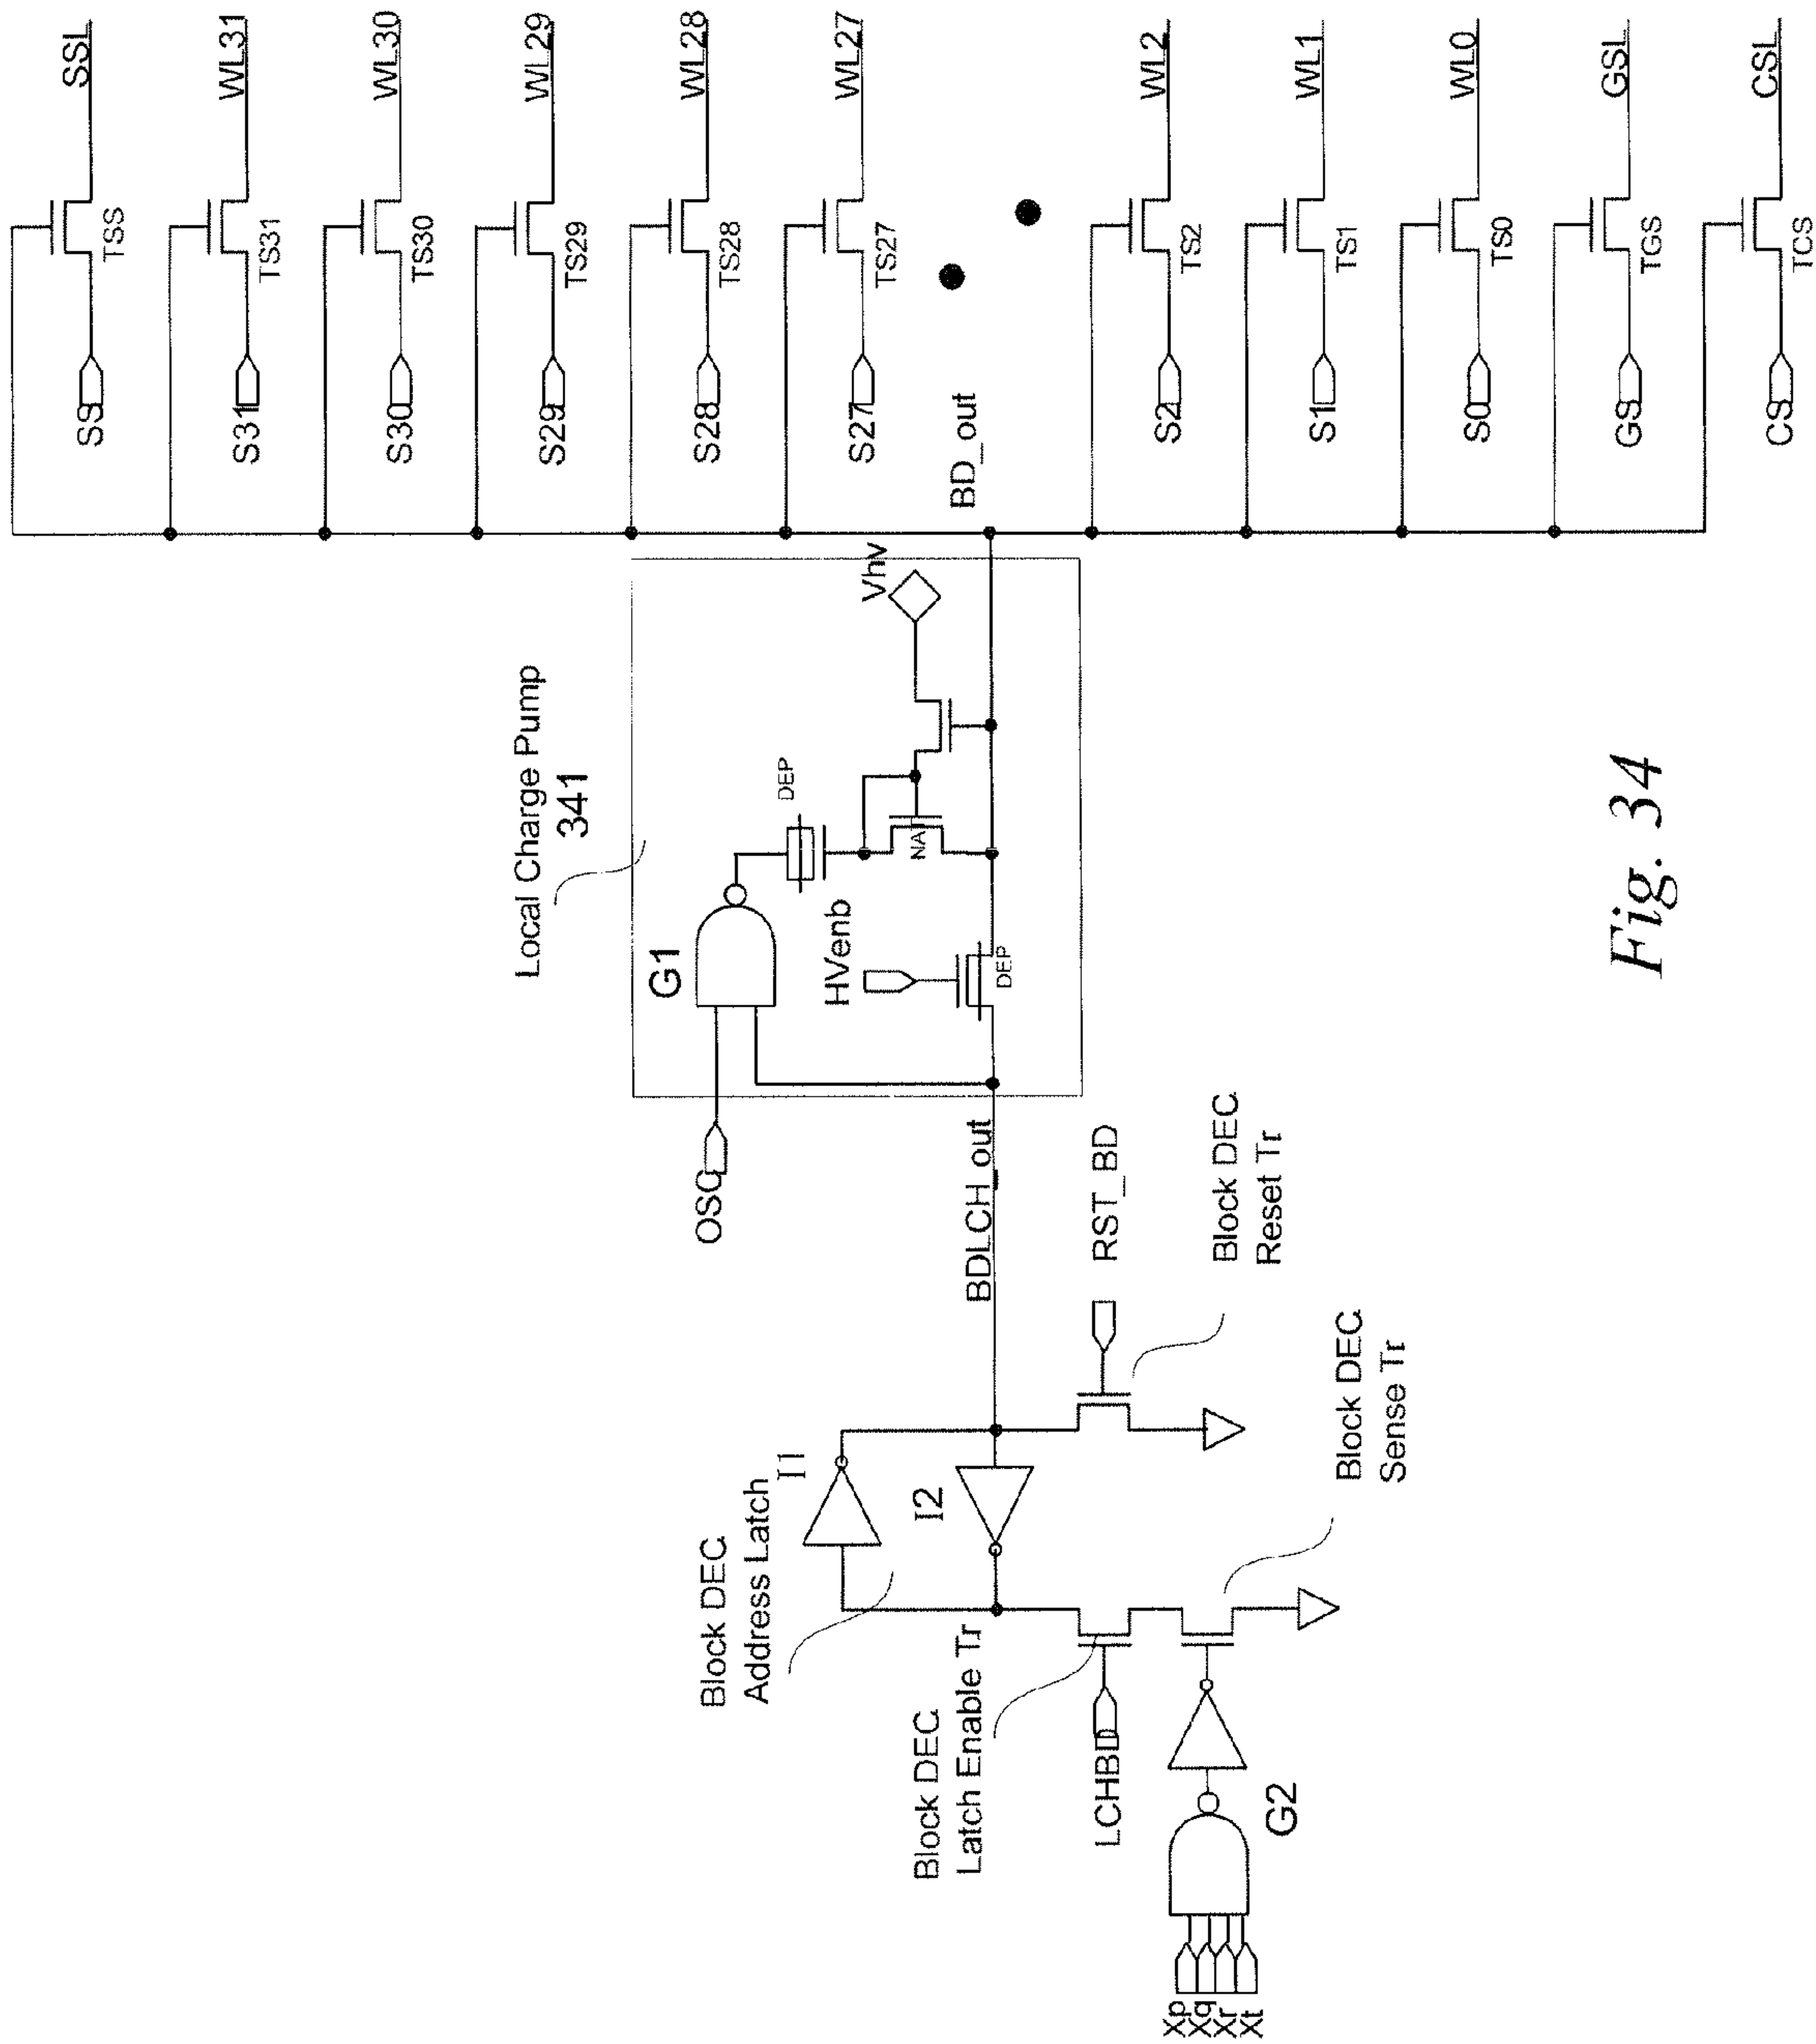 SS
TSS
SSL
S31
TS31
WL31
S30
TS30
WL30
S29
TS29
WL29
S28
TS28
WL28
S27
TS27
WL27
BD_out
S2
TS2
WL2
S1
TS1
WL1
S0
TS0
WL0
GS
TGS
GSL
CS
TCS
CSL
Local Charge Pump
341
G1
OSC
DEP
Vhv
HVenb
NAT
DEP
BDLCH_out
Block DEC.
Address Latch
I1
I2
RST_BD
Block DEC.
Reset Tr
Block DEC.
Latch Enable Tr
LCHBD
Block DEC.
Sense Tr
G2
Xp
Xq
Xr
Xt
Fig. 34